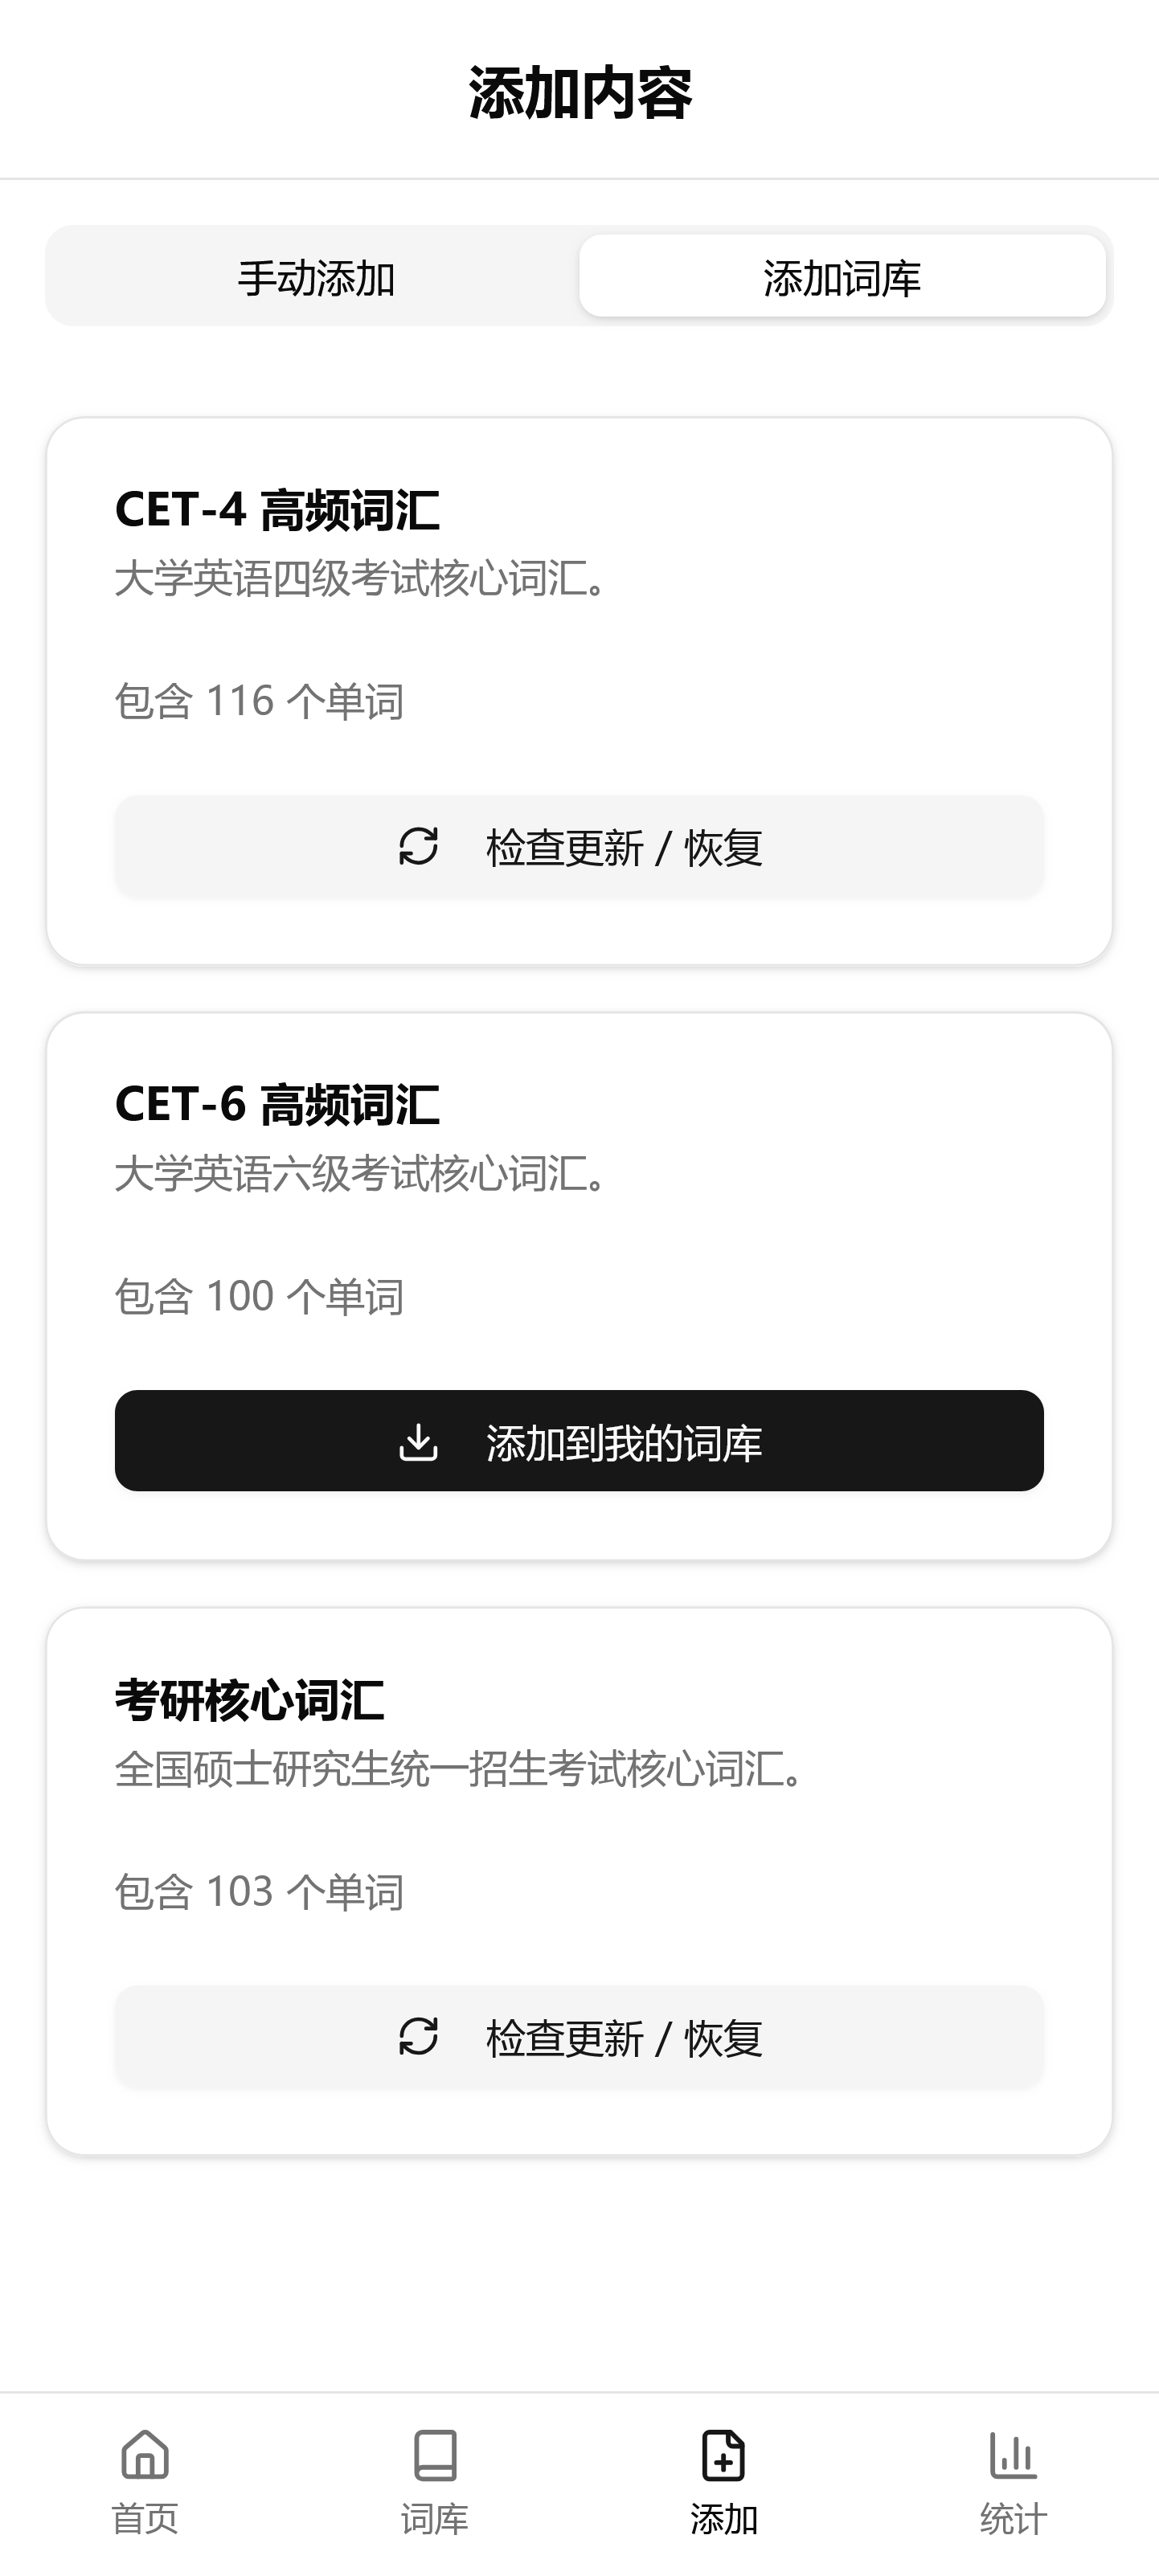 添加内容
手动添加
添加词库
CET-4 高频词汇
大学英语四级考试核心词汇。
包含 116 个单词
检查更新 / 恢复
CET-6 高频词汇
大学英语六级考试核心词汇。
包含 100 个单词
添加到我的词库
考研核心词汇
全国硕士研究生统一招生考试核心词汇。
包含 103 个单词
检查更新 / 恢复
首页
词库
添加
统计